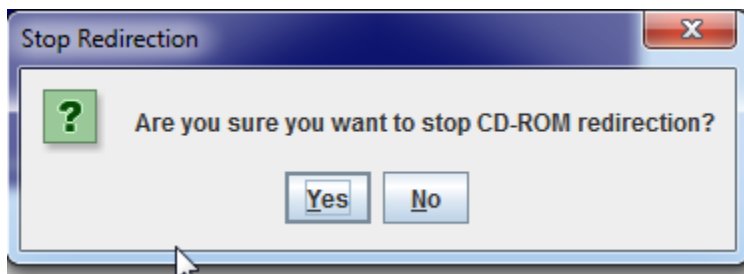 Stop Redirection
Are you sure you want to stop CD-ROM redirection?
Yes No